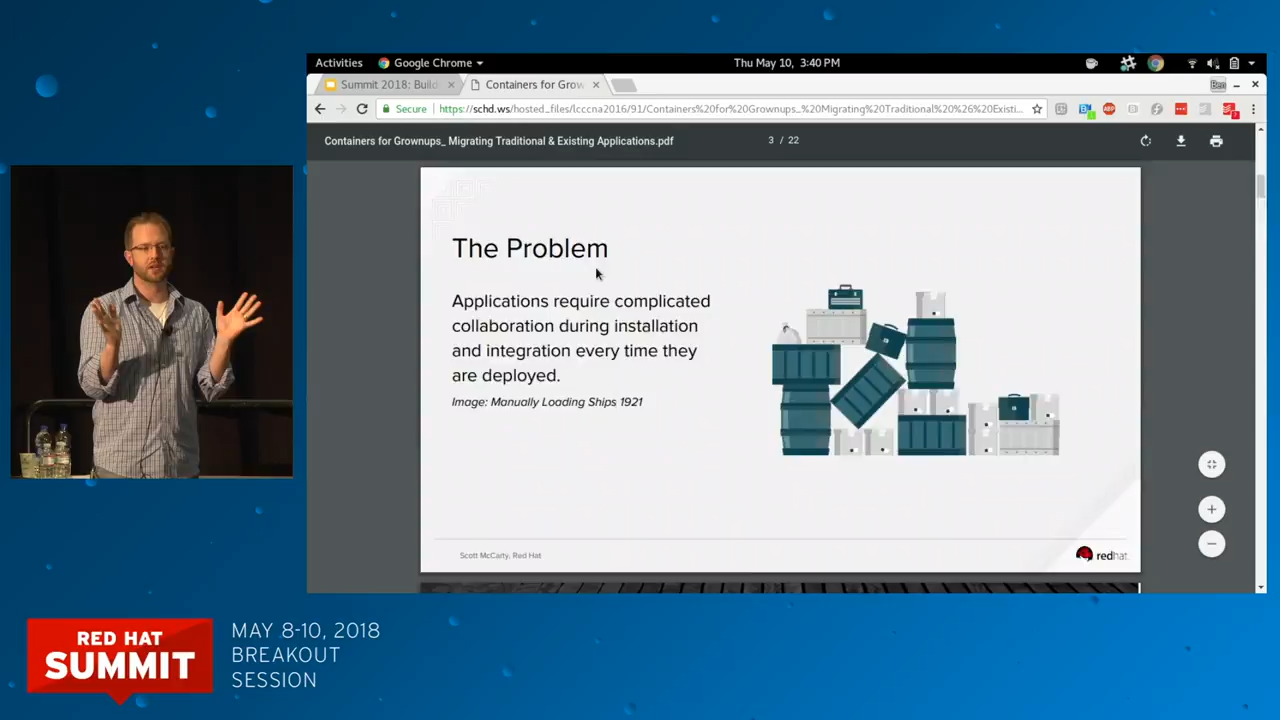 Activities
Google Chrome
Thu May 10, 3:40 PM
Summit 2018: Build
Containers for Grow
Ben
Secure
https://schd.ws/hosted_files/lcccna2016/91/Containers%20for%20Grownups_%20Migrating%20Traditional%20%26%20Existi...
ABP
Containers for Grownups_ Migrating Traditional & Existing Applications.pdf
3 / 22
The Problem
Applications require complicated
collaboration during installation
and integration every time they
are deployed.
Image: Manually Loading Ships 1921
Scott McCarty, Red Hat
redhat.
RED HAT
SUMMIT
MAY 8-10, 2018
BREAKOUT
SESSION